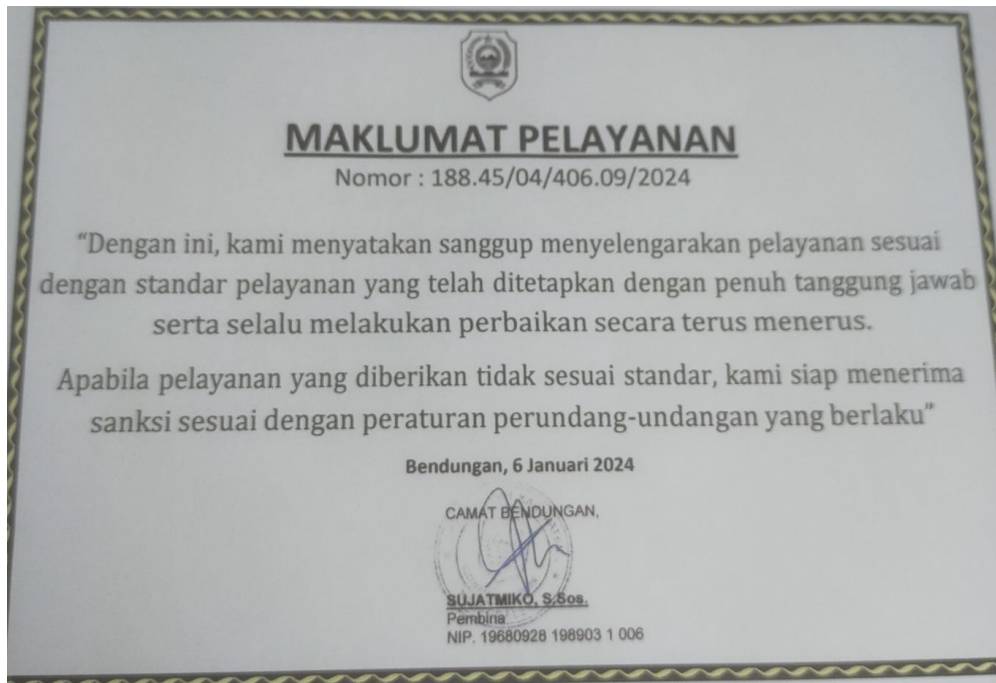 MAKLUMAT PELAYANAN
Nomor : 188.45/04/406.09/2024
“Dengan ini, kami menyatakan sanggup menyelengarakan pelayanan sesuai
dengan standar pelayanan yang telah ditetapkan dengan penuh tanggung jawab
serta selalu melakukan perbaikan secara terus menerus.
Apabila pelayanan yang diberikan tidak sesuai standar, kami siap menerima
sanksi sesuai dengan peraturan perundang-undangan yang berlaku”
Bendungan, 6 Januari 2024
CAMAT BENDUNGAN,
SUJATMIKO, S.Sos.
Pembina
NIP. 19680928 198903 1 006